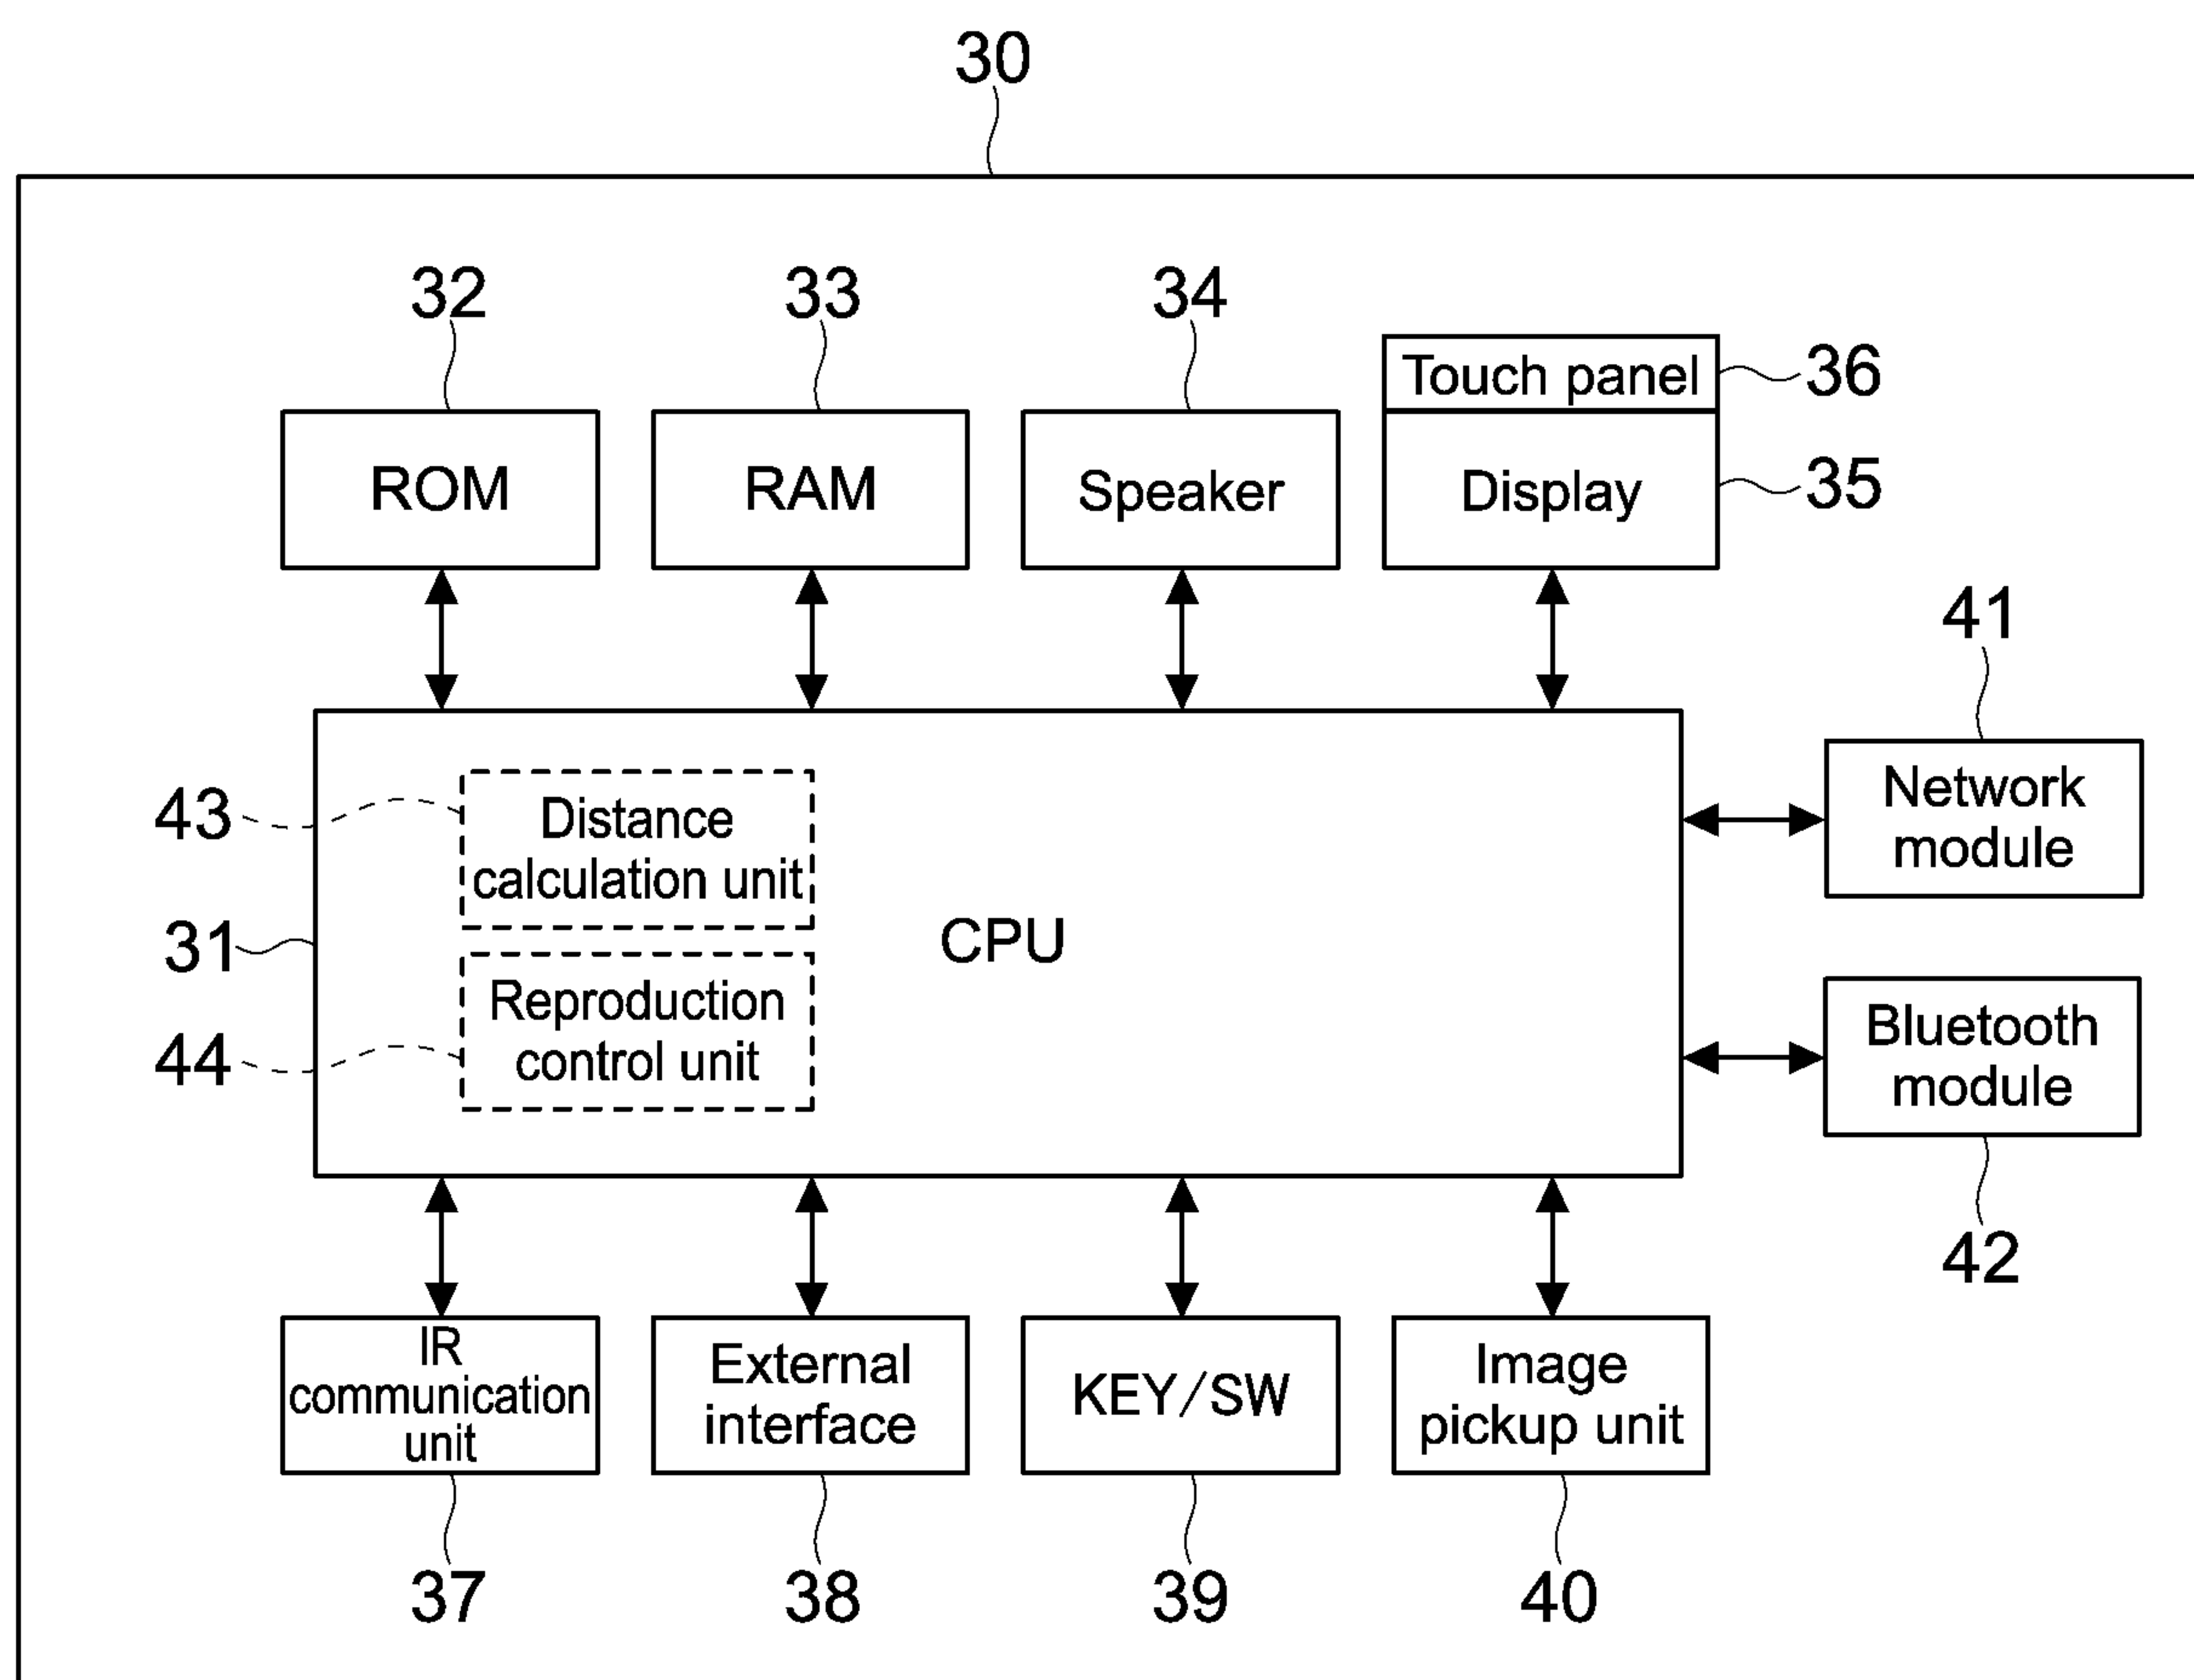 30
32
33
34
Touch panel
36
ROM
RAM
Speaker
Display
35
41
Network
module
43
Distance
calculation unit
31
CPU
Reproduction
control unit
44
Bluetooth
module
42
IR
communication
unit
External
interface
KEY/SW
Image
pickup unit
37
38
39
40